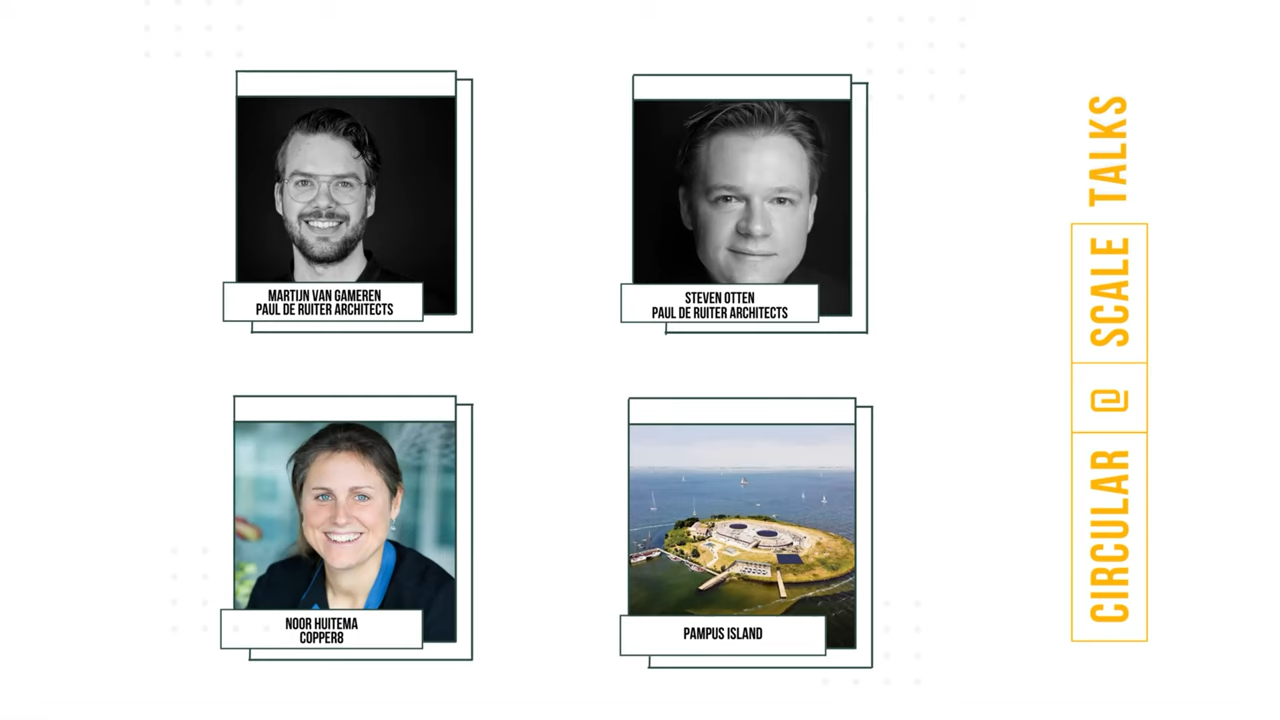 MARTIJN VAN GAMEREN
PAUL DE RUITER ARCHITECTS
STEVEN OTTEN
PAUL DE RUITER ARCHITECTS
NOOR HUITEMA
COPPER8
PAMPUS ISLAND
CIRCULAR @ SCALE TALKS